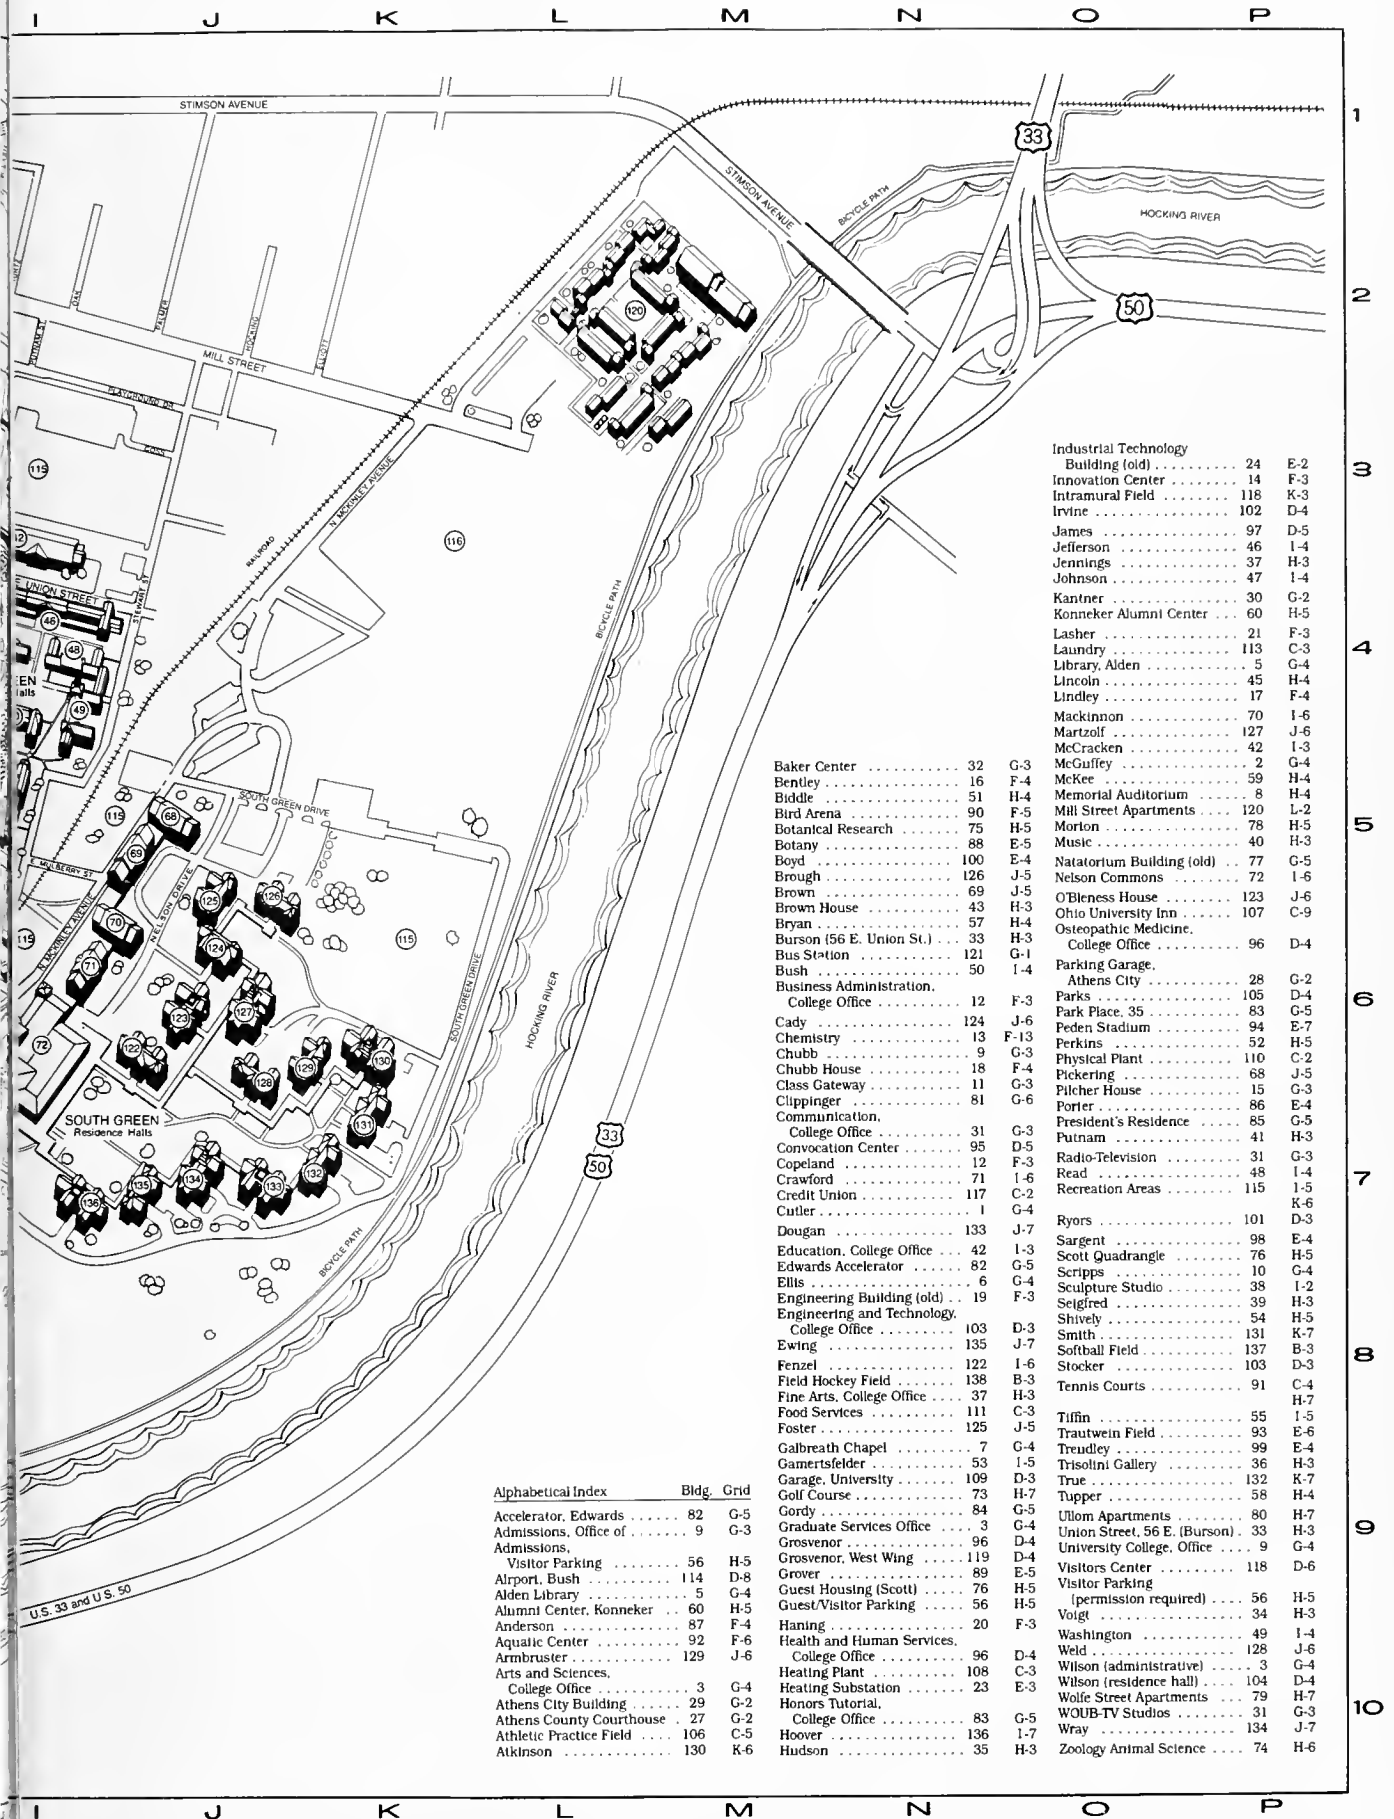 I J K L M N O P
STIMSON AVENUE
1
33
STIMSON AVENUE
BICYCLE PATH
HOCKING RIVER
OAK
PALMER
HOCKING
ELLIOTT
PUTNAM ST.
2
50
120
MILL STREET
PLAYGROUND DR.
GOSS
115
3
N. MCKINLEY AVENUE
RAILROAD
116
42
UNION STREET
STEWART ST.
BICYCLE PATH
46
48
4
EEN
alls
49
115
68
SOUTH GREEN DRIVE
5
69
MULBERRY ST
NELSON DRIVE
125
126
70
N. MCKINLEY AVENUE
115
124
115
71
SOUTH GREEN DRIVE
HOCKING RIVER
6
123
127
72
122
130
129
128
SOUTH GREEN
Residence Halls
131
33
50
7
136
135
134
133
132
BICYCLE PATH
8
9
U.S. 33 and U.S. 50
10
Alphabetical Index Bldg. Grid
Accelerator, Edwards ...... 82 G-5
Admissions, Office of ....... 9 G-3
Admissions,
Visitor Parking ........ 56 H-5
Airport, Bush ............ 114 D-8
Alden Library ............ 5 G-4
Alumni Center, Konneker .. 60 H-5
Anderson ................ 87 F-4
Aquatic Center .......... 92 F-6
Armbruster .............. 129 J-6
Arts and Sciences,
College Office ........... 3 G-4
Athens City Building ...... 29 G-2
Athens County Courthouse . 27 G-2
Athletic Practice Field .... 106 C-5
Atkinson ................ 130 K-6
Baker Center ........... 32 G-3
Bentley ................ 16 F-4
Biddle ................. 51 H-4
Bird Arena ............. 90 F-5
Botanical Research ...... 75 H-5
Botany ................. 88 E-5
Boyd .................. 100 E-4
Brough ................ 126 J-5
Brown ................. 69 J-5
Brown House ........... 43 H-3
Bryan .................. 57 H-4
Burson (56 E. Union St.) ... 33 H-3
Bus Station ............ 121 G-1
Bush .................. 50 I-4
Business Administration,
College Office ......... 12 F-3
Cady .................. 124 J-6
Chemistry .............. 13 F-13
Chubb .................. 9 G-3
Chubb House ........... 18 F-4
Class Gateway ........... 11 G-3
Clippinger .............. 81 G-6
Communication,
College Office ......... 31 G-3
Convocation Center ...... 95 D-5
Copeland ............... 12 F-3
Crawford ............... 71 I-6
Credit Union ............ 117 C-2
Cutler .................. 1 G-4
Dougan ................ 133 J-7
Education, College Office ... 42 I-3
Edwards Accelerator ...... 82 G-5
Ellis .................... 6 G-4
Engineering Building (old) .. 19 F-3
Engineering and Technology,
College Office ......... 103 D-3
Ewing .................. 135 J-7
Fenzel ................. 122 I-6
Field Hockey Field ....... 138 B-3
Fine Arts, College Office .... 37 H-3
Food Services ........... 111 C-3
Foster .................. 125 J-5
Galbreath Chapel ........ 7 G-4
Gamertsfelder ........... 53 I-5
Garage, University ....... 109 D-3
Golf Course ............. 73 H-7
Gordy .................. 84 G-5
Graduate Services Office .... 3 G-4
Grosvenor .............. 96 D-4
Grosvenor, West Wing ..... 119 D-4
Grover ................. 89 E-5
Guest Housing (Scott) ..... 76 H-5
Guest/Visitor Parking ..... 56 H-5
Haning ................. 20 F-3
Health and Human Services,
College Office .......... 96 D-4
Heating Plant ........... 108 C-3
Heating Substation ....... 23 E-3
Honors Tutorial,
College Office .......... 83 G-5
Hoover ................. 136 I-7
Hudson ................ 35 H-3
Industrial Technology
Building (old) .......... 24 E-2
Innovation Center ........ 14 F-3
Intramural Field ........ 118 K-3
Irvine .................. 102 D-4
James .................. 97 D-5
Jefferson ............... 46 I-4
Jennings ............... 37 H-3
Johnson ................ 47 I-4
Kantner ................ 30 G-2
Konneker Alumni Center ... 60 H-5
Lasher ................. 21 F-3
Laundry ................ 113 C-3
Library, Alden ........... 5 G-4
Lincoln ................. 45 H-4
Lindley ................. 17 F-4
Mackinnon .............. 70 I-6
Martzolf ................ 127 J-6
McCracken .............. 42 I-3
McGuffey ............... 2 G-4
McKee ................. 59 H-4
Memorial Auditorium ...... 8 H-4
Mill Street Apartments .... 120 L-2
Morton ................. 78 H-5
Music .................. 40 H-3
Natatorium Building (old) .. 77 G-5
Nelson Commons ........ 72 I-6
O'Bleness House ......... 123 J-6
Ohio University Inn ...... 107 C-9
Osteopathic Medicine,
College Office .......... 96 D-4
Parking Garage,
Athens City ............ 28 G-2
Parks .................. 105 D-4
Park Place, 35 .......... 83 G-5
Peden Stadium .......... 94 E-7
Perkins ................. 52 H-5
Physical Plant ........... 110 C-2
Pickering ............... 68 J-5
Pilcher House ........... 15 G-3
Porter .................. 86 E-4
President's Residence ..... 85 G-5
Putnam ................ 41 H-3
Radio-Television ......... 31 G-3
Read ................... 48 I-4
Recreation Areas ........ 115 I-5
K-6
Ryors .................. 101 D-3
Sargent ................. 98 E-4
Scott Quadrangle ........ 76 H-5
Scripps ................ 10 G-4
Sculpture Studio ......... 38 I-2
Seigfred ................ 39 H-3
Shively ................. 54 H-5
Smith .................. 131 K-7
Softball Field ............ 137 B-3
Stocker ................ 103 D-3
Tennis Courts ........... 91 C-4
H-7
Tiffin .................. 55 I-5
Trautwein Field .......... 93 E-6
Treudley ................ 99 E-4
Trisolini Gallery ......... 36 H-3
True ................... 132 K-7
Tupper ................. 58 H-4
Ullom Apartments ........ 80 H-7
Union Street, 56 E. (Burson) . 33 H-3
University College, Office .... 9 G-4
Visitors Center .......... 118 D-6
Visitor Parking
(permission required) .... 56 H-5
Voigt .................. 34 H-3
Washington ............. 49 I-4
Weld ................... 128 J-6
Wilson (administrative) ..... 3 G-4
Wilson (residence hall) .... 104 D-4
Wolfe Street Apartments ... 79 H-7
WOUB-TV Studios ........ 31 G-3
Wray .................. 134 J-7
Zoology Animal Science .... 74 H-6
I J K L M N O P